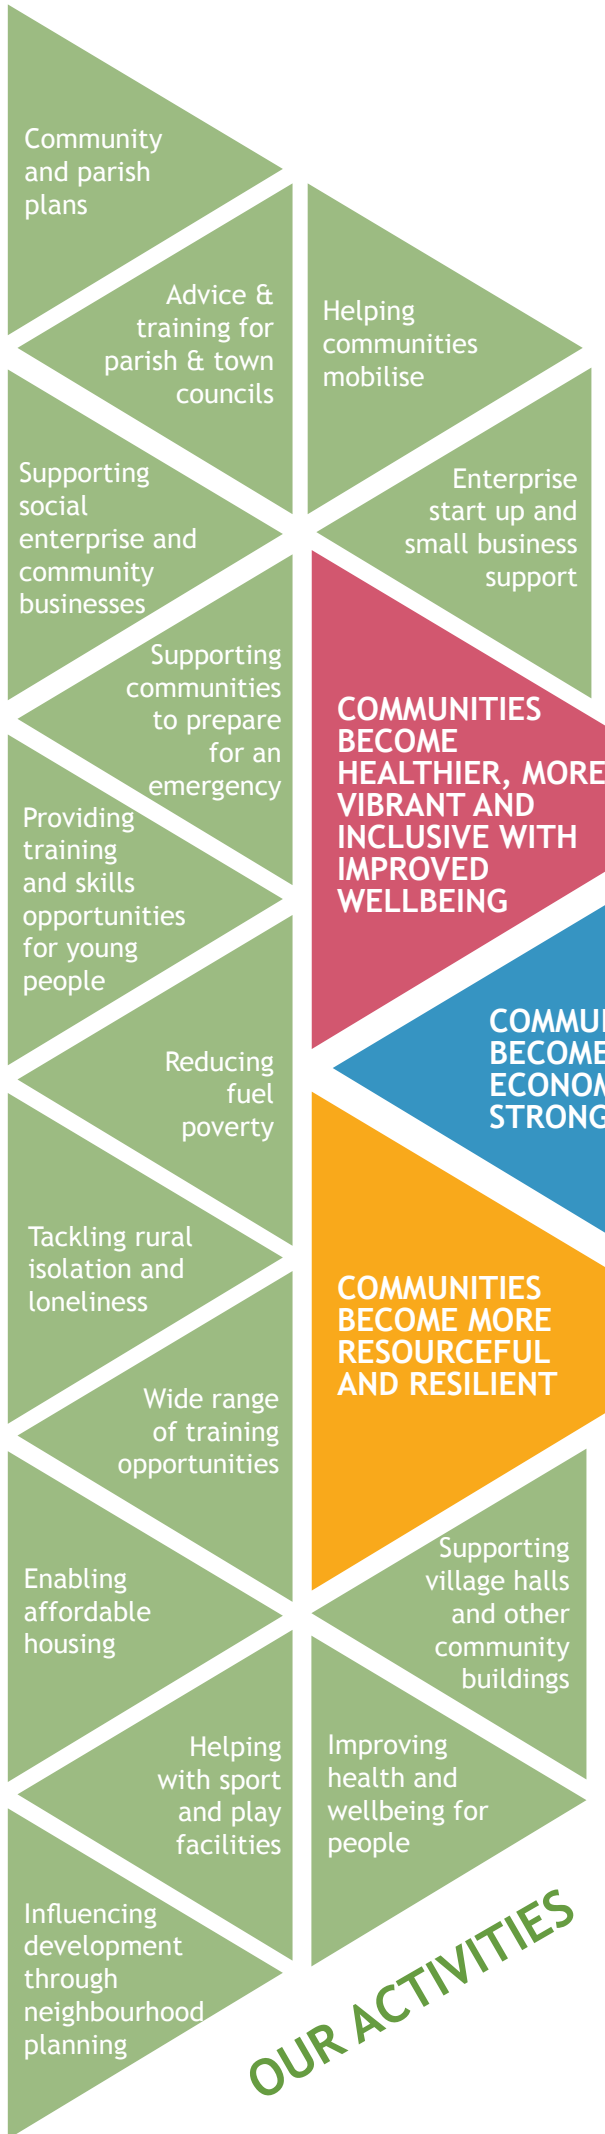 Community
and parish
plans
Advice &
training for
parish & town
councils
Helping
communities
mobilise
Supporting
social
enterprise and
community
businesses
Enterprise
start up and
small business
support
Supporting
communities
to prepare
for an
emergency
COMMUNITIES
BECOME
HEALTHIER, MORE
VIBRANT AND
INCLUSIVE WITH
IMPROVED
WELLBEING
Providing
training
and skills
opportunities
for young
people
BECOME
Reducing
fuel
poverty
Tackling rural
isolation and
loneliness
COMMUNITIES
BECOME MORE
RESOURCEFUL
AND RESILIENT
Wide range
of training
opportunities
Supporting
village halls
and other
community
buildings
Enabling
affordable
housing
Helping
with sport
and play
facilities
Improving
health and
wellbeing for
people
Influencing
development
through
neighbourhood
planning
OUR ACTIVITIES